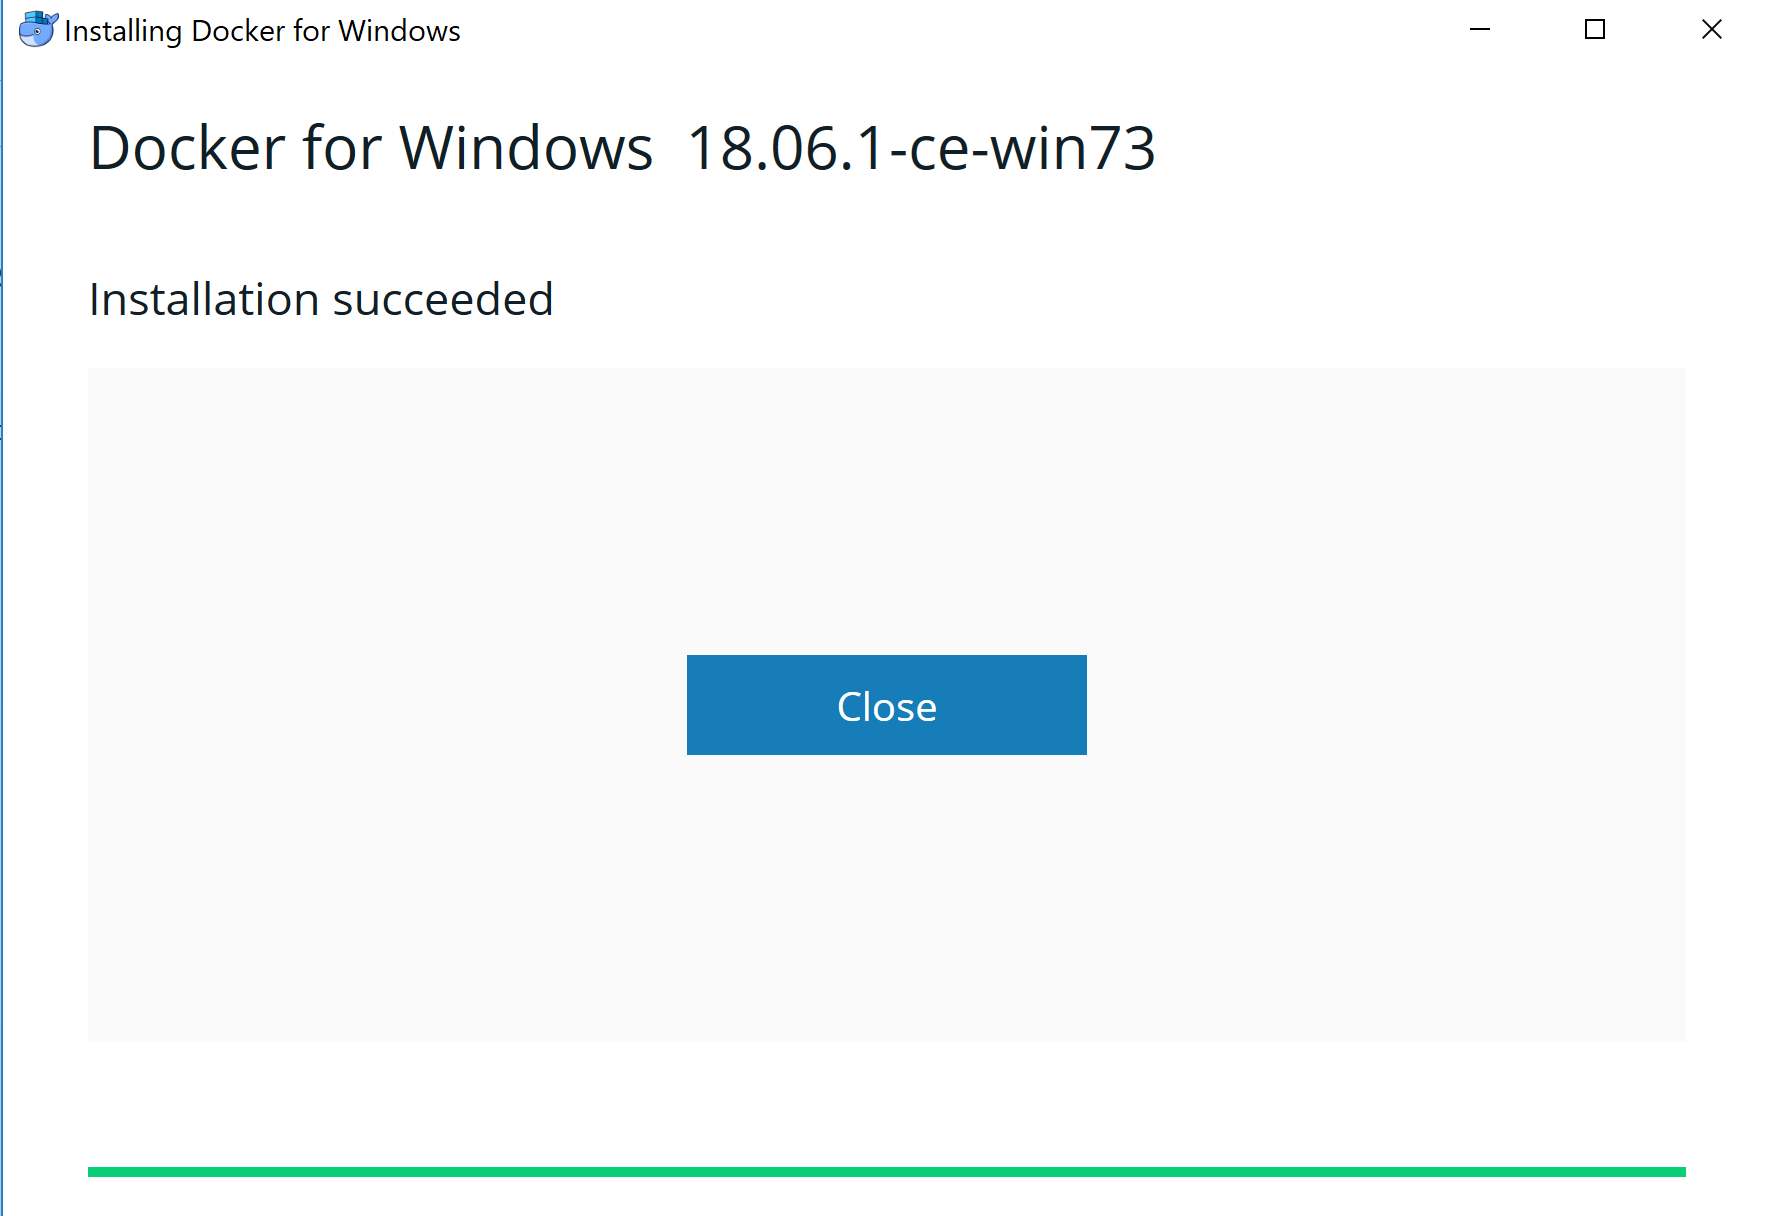 Installing Docker for Windows
Docker for Windows 18.06.1-ce-win73
Installation succeeded
Close